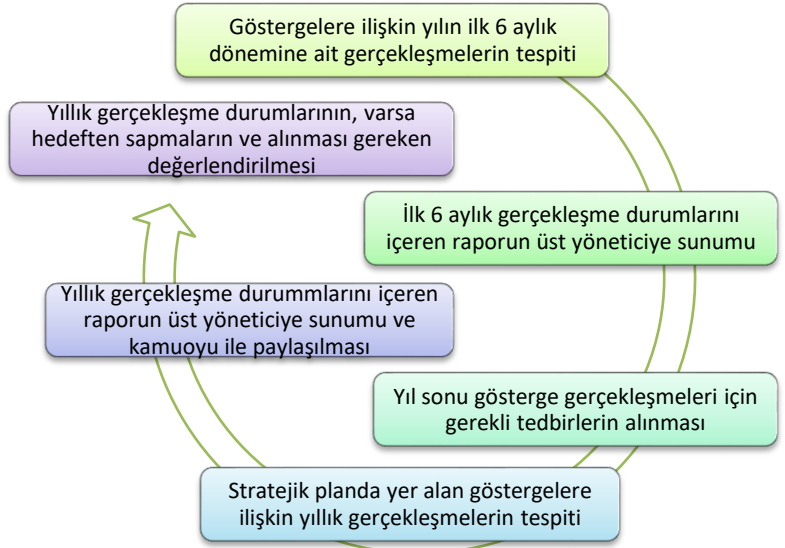 Göstergelere ilişkin yılın ilk 6 aylık
dönemine ait gerçekleşmelerin tespiti
İlk 6 aylık gerçekleşme durumlarını
içeren raporun üst yöneticiye sunumu
Yıl sonu gösterge gerçekleşmeleri için
gerekli tedbirlerin alınması
Stratejik planda yer alan göstergelere
ilişkin yıllık gerçekleşmelerin tespiti
Yıllık gerçekleşme durummlarını içeren
raporun üst yöneticiye sunumu ve
kamuoyu ile paylaşılması
Yıllık gerçekleşme durumlarının, varsa
hedeften sapmaların ve alınması gereken
değerlendirilmesi